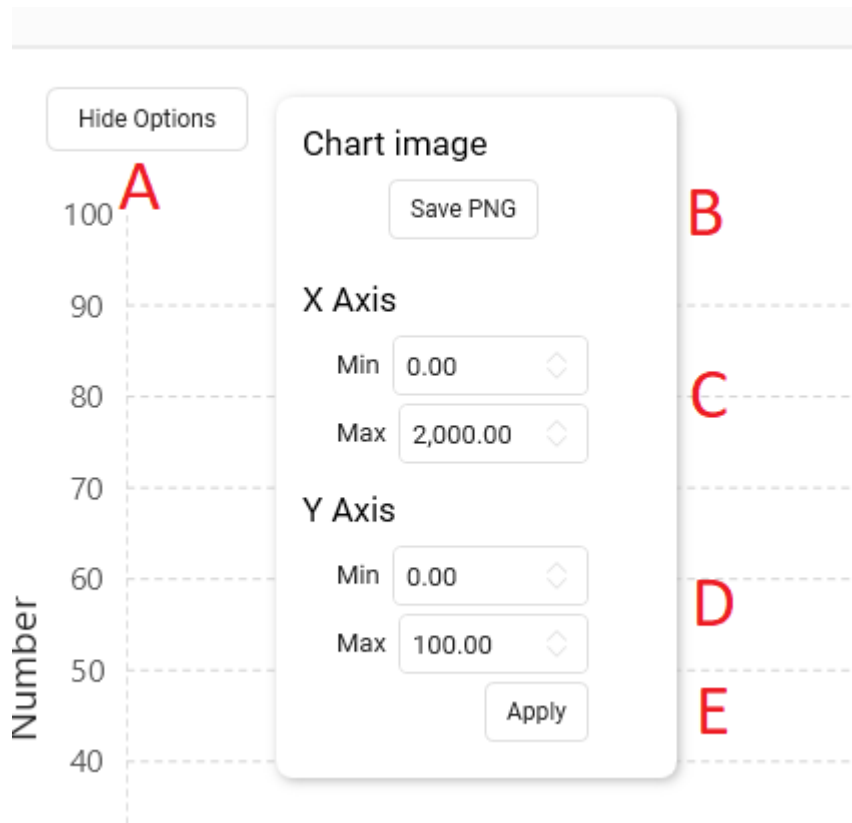 Hide Options
A
Chart image
Save PNG
B
X Axis
Min 0.00
Max 2,000.00
C
Y Axis
Min 0.00
Max 100.00
D
Apply
E
100
90
80
70
60
50
40
Number